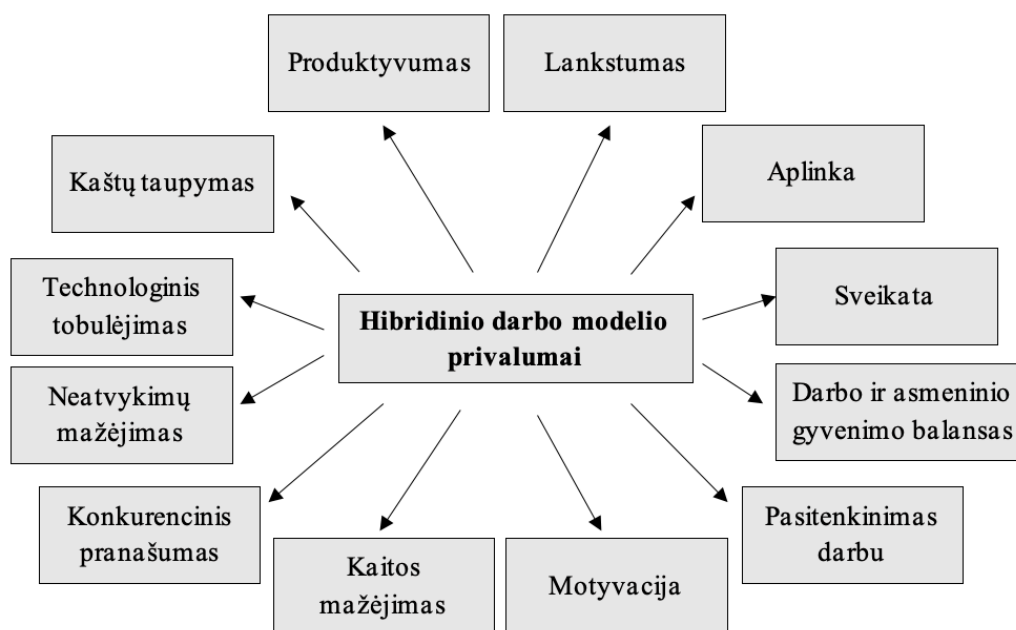 Produktyvumas
Lankstumas
Kaštų taupymas
Aplinka
Technologinis
tobulėjimas
Hibridinio darbo modelio
privalumai
Sveikata
Neatvykimų
mažėjimas
Darbo ir asmeninio
gyvenimo balansas
Konkurencinis
pranašumas
Kaitos
mažėjimas
Motyvacija
Pasitenkinimas
darbu